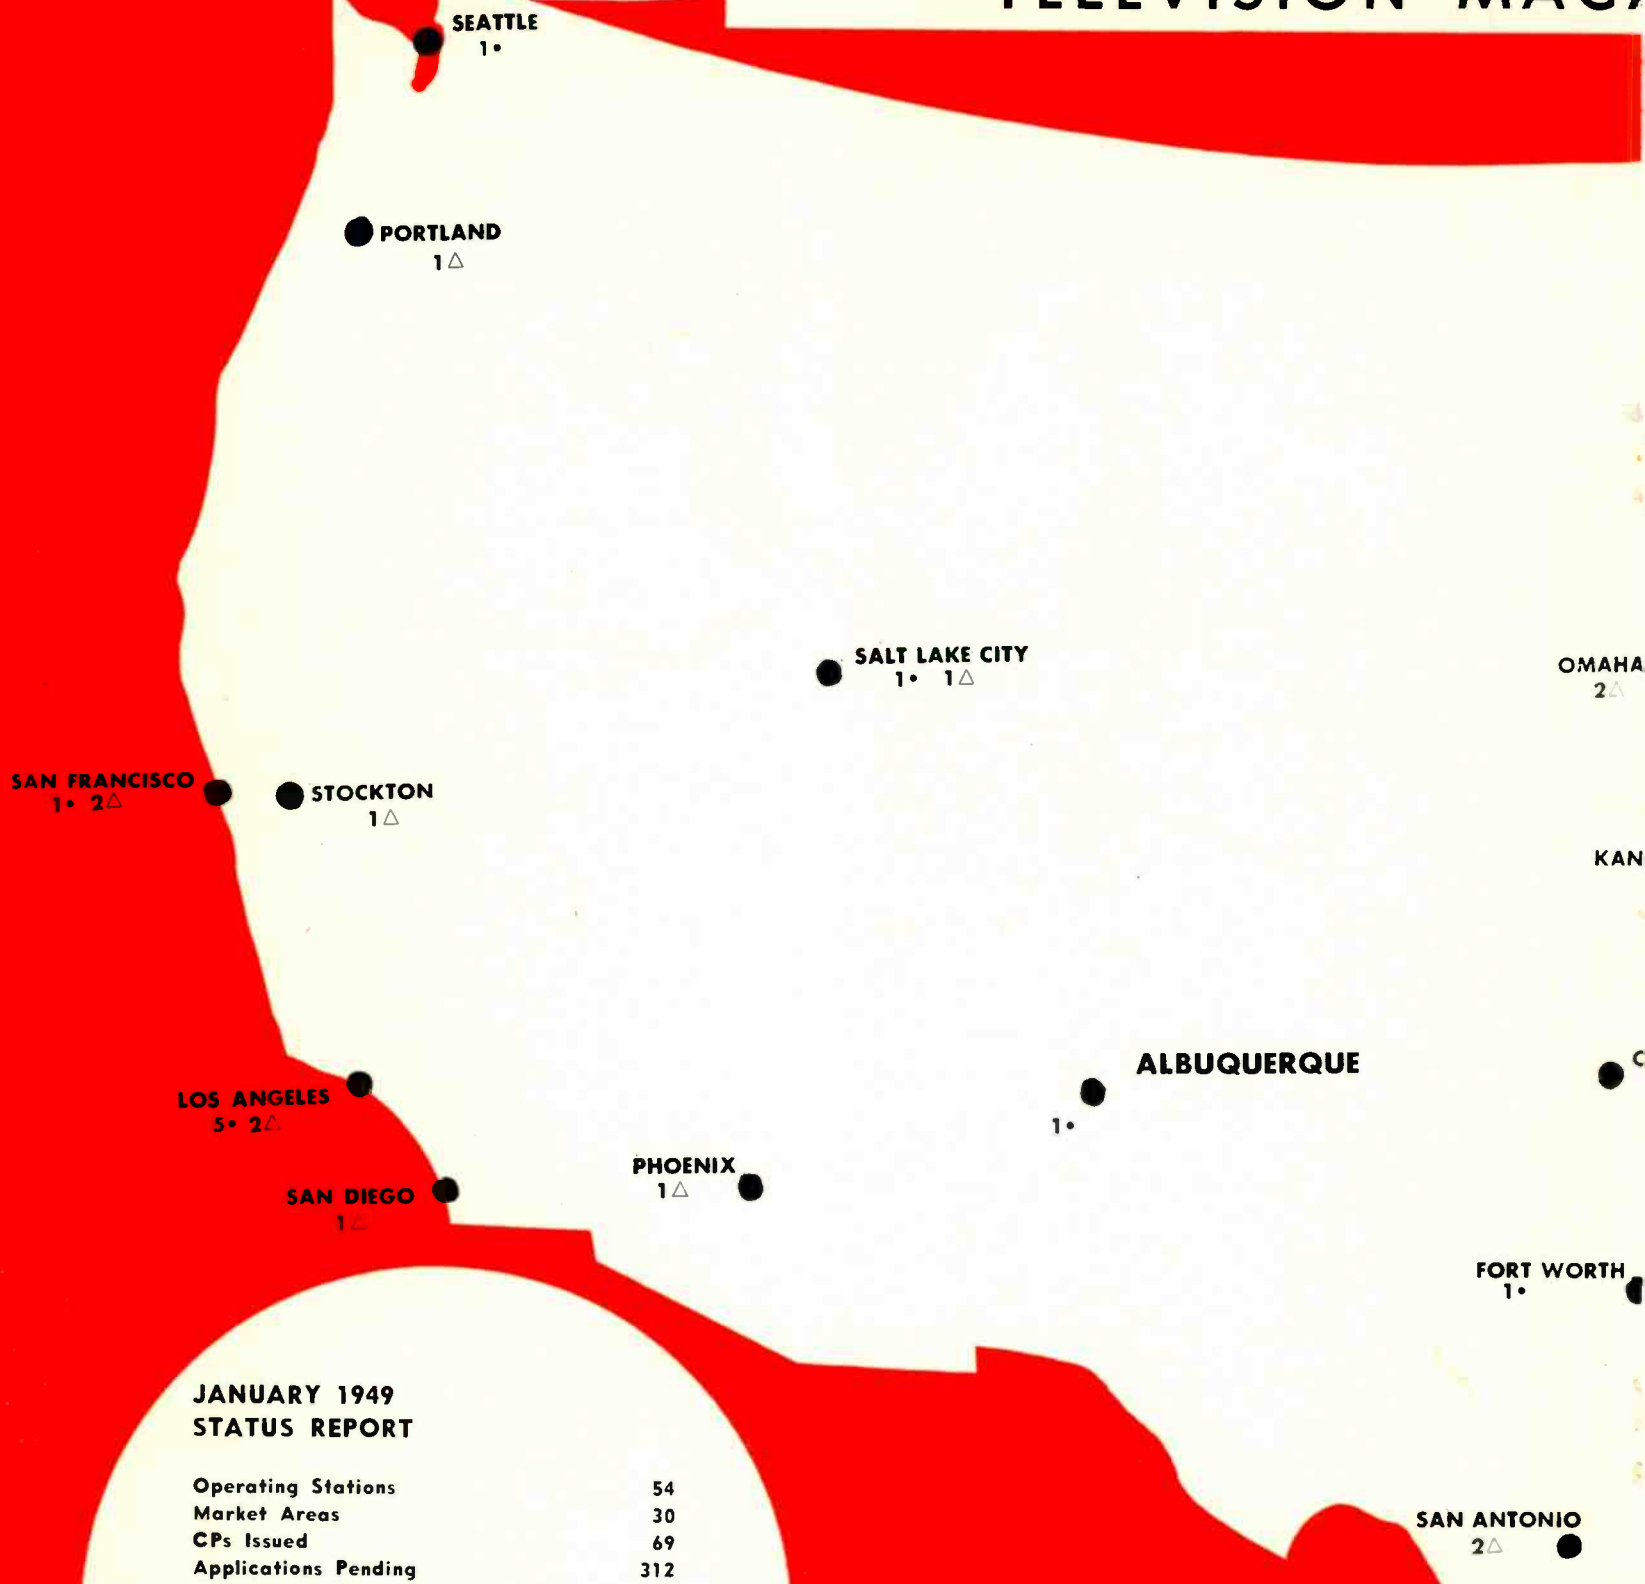 TELEVISION
SEATTLE
1•
PORTLAND
1△
SALT LAKE CITY
1• 1△
OMAHA
2△
SAN FRANCISCO
1• 2△
STOCKTON
1△
KAN
ALBUQUERQUE
1•
C
LOS ANGELES
5• 2△
PHOENIX
1△
SAN DIEGO
1△
FORT WORTH
1•
JANUARY 1949
STATUS REPORT
Operating Stations 54
Market Areas 30
CPs Issued 69
Applications Pending 312
SAN ANTONIO
2△